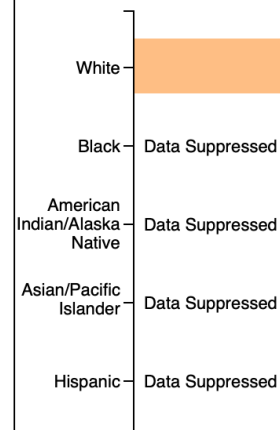 White
Black Data Suppressed
American
Indian/Alaska Data Suppressed
Native
Asian/Pacific
Islander Data Suppressed
Hispanic Data Suppressed